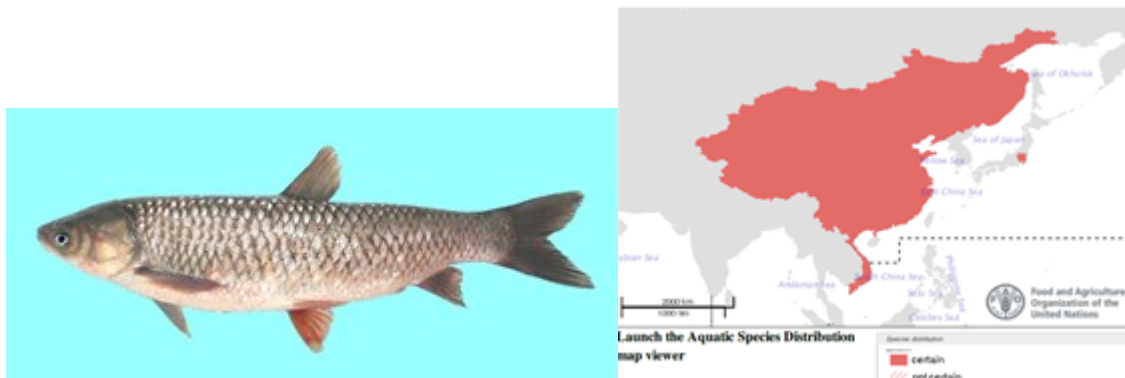 Sea of Okhotsk
Sea of Japan
Yellow Sea
East China Sea
South China Sea
Philippine Sea
Andaman Sea
Sulu Sea
Celebes Sea
2000 km
Food and Agriculture
Organization of the
United Nations
Launch the Aquatic Species Distribution
map viewer
Species distribution
certain
not certain